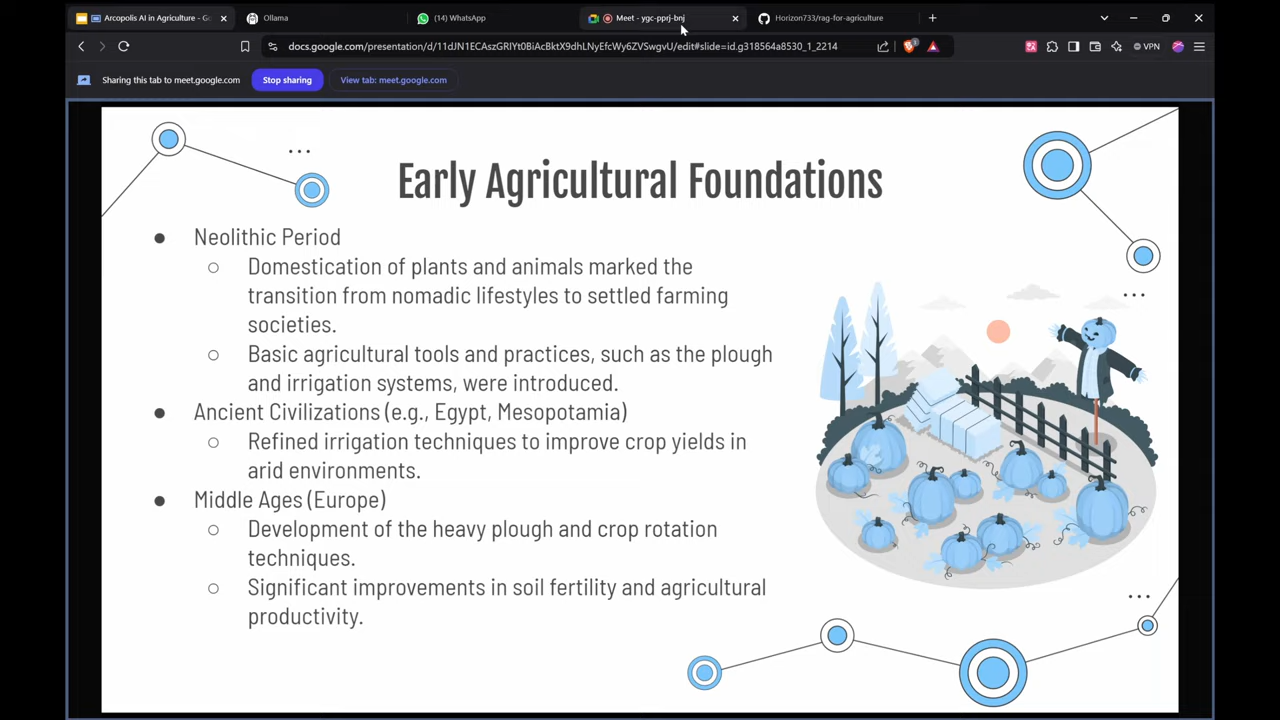 Arcopolis AI in Agriculture - Go
Ollama
(14) WhatsApp
Meet - ygc-pprj-bnj
Horizon733/rag-for-agriculture
docs.google.com/presentation/d/11dJN1ECAszGRIYt0BiAcBktX9dhLNyEfcWy6ZVSwgvU/edit#slide=id.g318564a8530_1_2214
VPN
Sharing this tab to meet.google.com
Stop sharing
View tab: meet.google.com
Early Agricultural Foundations
● Neolithic Period
○ Domestication of plants and animals marked the
transition from nomadic lifestyles to settled farming
societies.
○ Basic agricultural tools and practices, such as the plough
and irrigation systems, were introduced.
● Ancient Civilizations (e.g., Egypt, Mesopotamia)
○ Refined irrigation techniques to improve crop yields in
arid environments.
● Middle Ages (Europe)
○ Development of the heavy plough and crop rotation
techniques.
○ Significant improvements in soil fertility and agricultural
productivity.